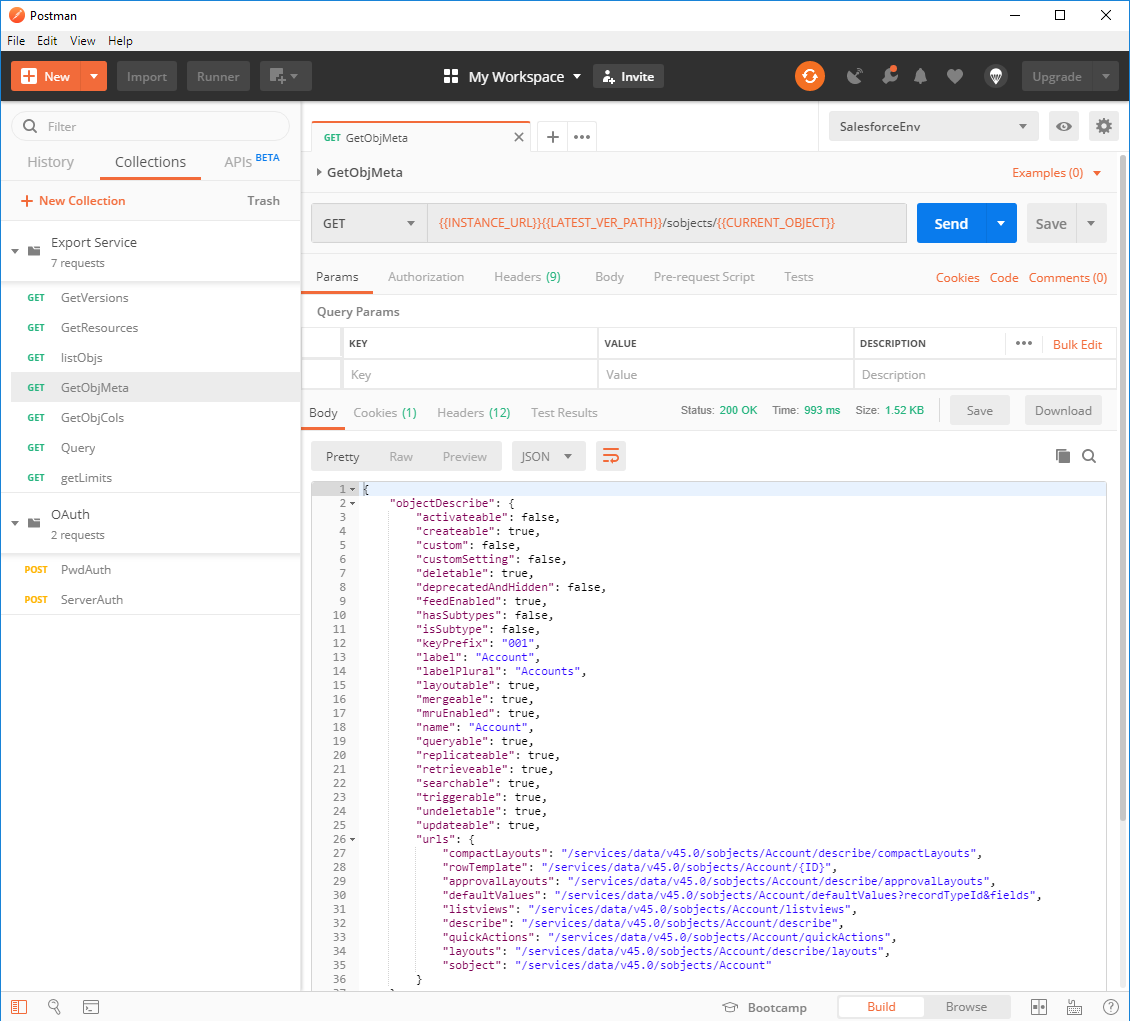 Postman
File Edit View Help
New Import Runner My Workspace Invite Upgrade
Filter
History Collections APIs BETA
New Collection Trash
Export Service
7 requests
GET GetVersions
GET GetResources
GET listObjs
GET GetObjMeta
GET GetObjCols
GET Query
GET getLimits
OAuth
2 requests
POST PwdAuth
POST ServerAuth
GET GetObjMeta
SalesforceEnv
GetObjMeta Examples (0)
GET {{INSTANCE_URL}}{{LATEST_VER_PATH}}/sobjects/{{CURRENT_OBJECT}} Send Save
Params Authorization Headers (9) Body Pre-request Script Tests Cookies Code Comments (0)
Query Params
KEY VALUE DESCRIPTION Bulk Edit
Key Value Description
Body Cookies (1) Headers (12) Test Results Status: 200 OK Time: 993 ms Size: 1.52 KB Save Download
Pretty Raw Preview JSON
1 {
2 "objectDescribe": {
3 "activateable": false,
4 "createable": true,
5 "custom": false,
6 "customSetting": false,
7 "deletable": true,
8 "deprecatedAndHidden": false,
9 "feedEnabled": true,
10 "hasSubtypes": false,
11 "isSubtype": false,
12 "keyPrefix": "001",
13 "label": "Account",
14 "labelPlural": "Accounts",
15 "layoutable": true,
16 "mergeable": true,
17 "mruEnabled": true,
18 "name": "Account",
19 "queryable": true,
20 "replicateable": true,
21 "retrieveable": true,
22 "searchable": true,
23 "triggerable": true,
24 "undeletable": true,
25 "updateable": true,
26 "urls": {
27 "compactLayouts": "/services/data/v45.0/sobjects/Account/describe/compactLayouts",
28 "rowTemplate": "/services/data/v45.0/sobjects/Account/{ID}",
29 "approvalLayouts": "/services/data/v45.0/sobjects/Account/describe/approvalLayouts",
30 "defaultValues": "/services/data/v45.0/sobjects/Account/defaultValues?recordTypeId&fields",
31 "listviews": "/services/data/v45.0/sobjects/Account/listviews",
32 "describe": "/services/data/v45.0/sobjects/Account/describe",
33 "quickActions": "/services/data/v45.0/sobjects/Account/quickActions",
34 "layouts": "/services/data/v45.0/sobjects/Account/describe/layouts",
35 "sobject": "/services/data/v45.0/sobjects/Account"
36 }
Bootcamp Build Browse